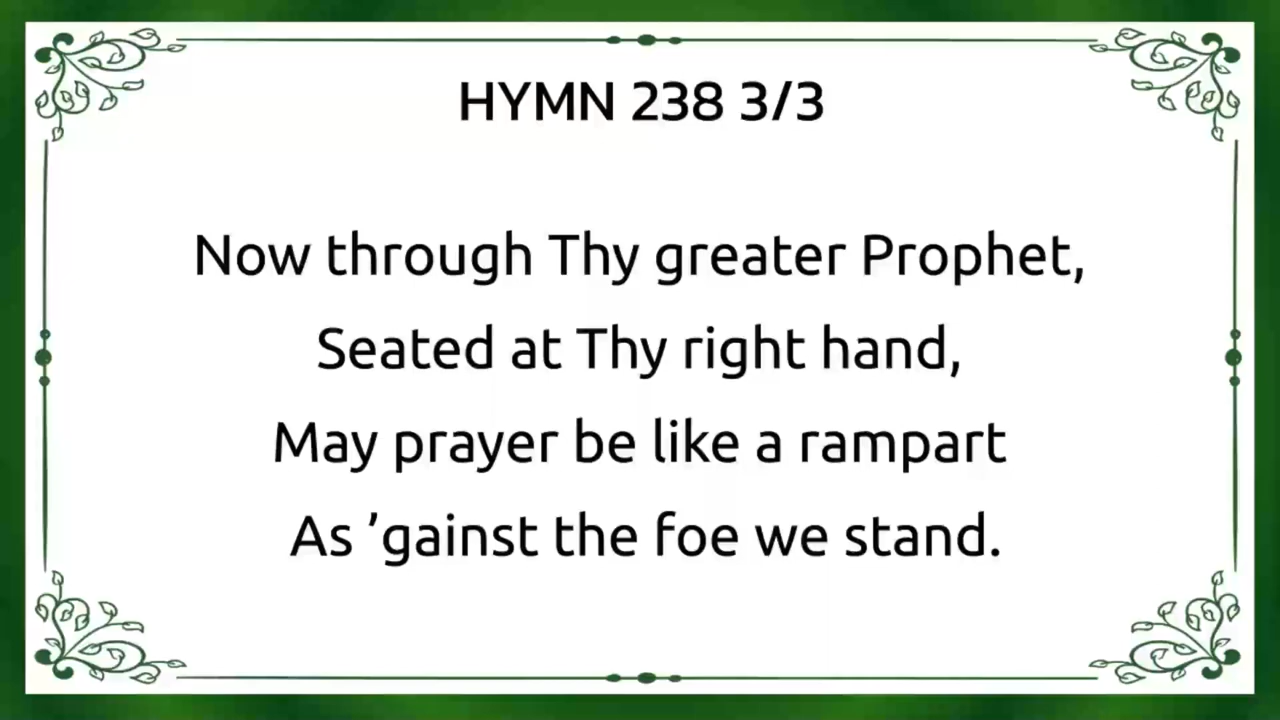 HYMN 238 3/3
Now through Thy greater Prophet,
Seated at Thy right hand,
May prayer be like a rampart
As ’gainst the foe we stand.